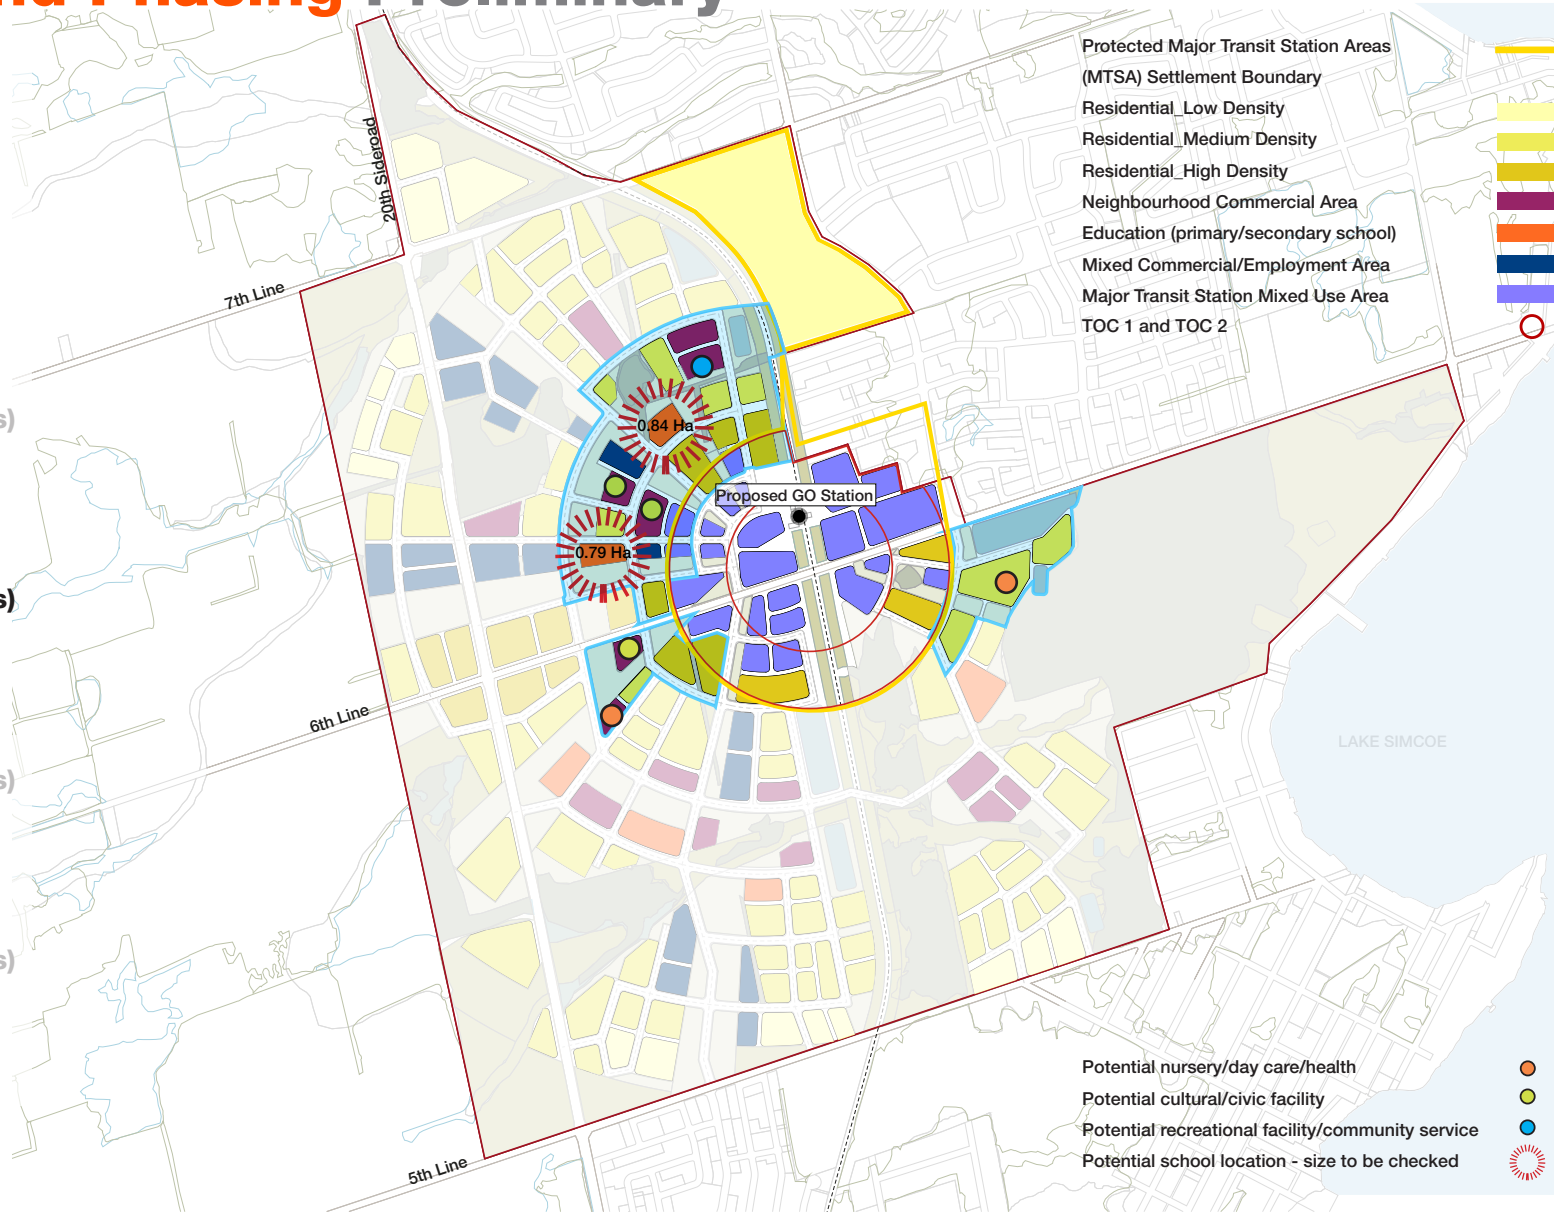 nd Phasing Preliminary
Protected Major Transit Station Areas
(MTSA) Settlement Boundary
Residential_Low Density
Residential_Medium Density
Residential_High Density
Neighbourhood Commercial Area
Education (primary/secondary school)
Mixed Commercial/Employment Area
Major Transit Station Mixed Use Area
TOC 1 and TOC 2
20th Sideroad
7th Line
s)
0.84 Ha
Proposed GO Station
0.79 Ha
s)
6th Line
LAKE SIMCOE
s)
s)
5th Line
Potential nursery/day care/health
Potential cultural/civic facility
Potential recreational facility/community service
Potential school location - size to be checked